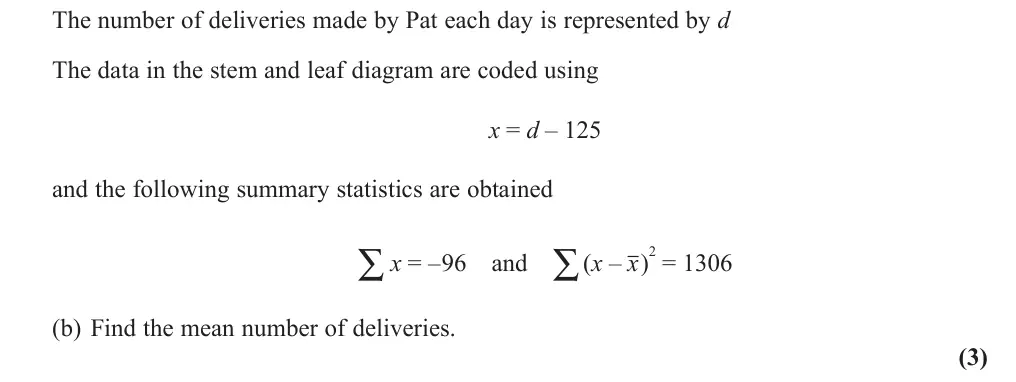 The number of deliveries made by Pat each day is represented by d
The data in the stem and leaf diagram are coded using
x = d – 125
and the following summary statistics are obtained
∑ x = –96 and ∑ (x – x̄)² = 1306
(b) Find the mean number of deliveries.
(3)